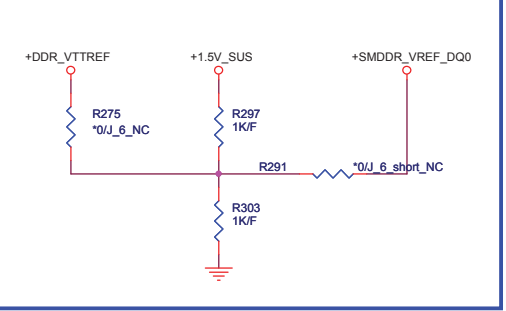 +DDR_VTTREF
+1.5V_SUS
+SMDDR_VREF_DQ0
R275
*0/J_6_NC
R297
1K/F
R291
*0/J_6_short_NC
R303
1K/F